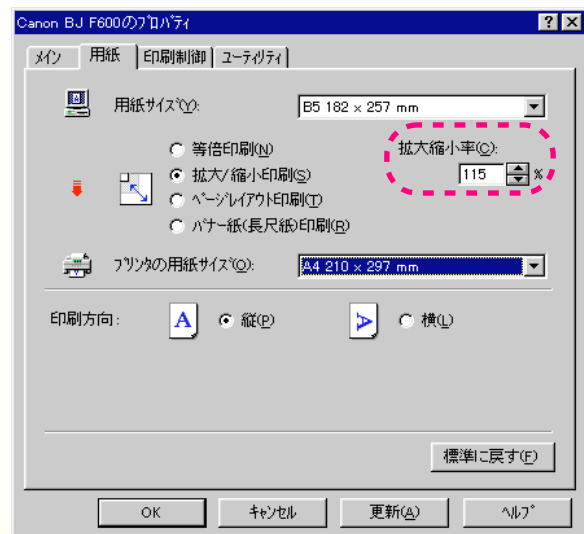 Canon BJ F600のﾌﾟﾛﾊﾟﾃｨ
ﾒｲﾝ 用紙 印刷制御 ﾕｰﾃｨﾘﾃｨ
用紙ｻｲｽﾞ(Y): B5 182 x 257 mm
等倍印刷(N)
拡大縮小率(C):
拡大/縮小印刷(S)
115 %
ﾍﾟｰｼﾞﾚｲｱｳﾄ印刷(T)
ﾊﾞﾅｰ紙(長尺紙)印刷(R)
ﾌﾟﾘﾝﾀの用紙ｻｲｽﾞ(O): A4 210 x 297 mm
印刷方向: A 縦(P) A 横(L)
標準に戻す(F)
OK ｷｬﾝｾﾙ 更新(A) ﾍﾙﾌﾟ